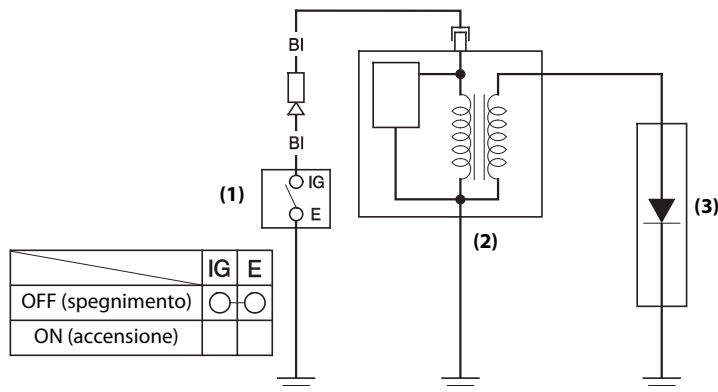 BI
BI
(1)
IG
E
(2)
(3)
IG E
OFF (spegnimento)
ON (accensione)